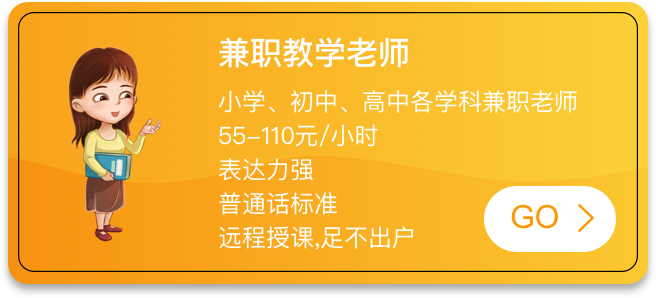 兼职教学老师
小学、初中、高中各学科兼职老师
55-110元/小时
表达力强
普通话标准
远程授课,足不出户
GO